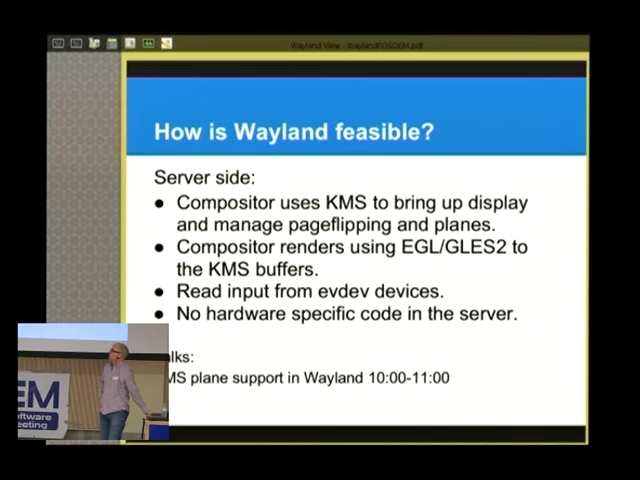 Wayland View - WaylandFOSDEM.pdf
How is Wayland feasible?
Server side:
● Compositor uses KMS to bring up display
and manage pageflipping and planes.
● Compositor renders using EGL/GLES2 to
the KMS buffers.
● Read input from evdev devices.
● No hardware specific code in the server.
alks:
MS plane support in Wayland 10:00-11:00
EM
oftware
eeting